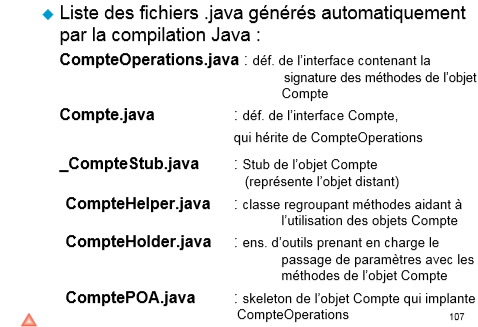 Liste des fichiers .java générés automatiquement
par la compilation Java :
CompteOperations.java : déf. de l'interface contenant la
signature des méthodes de l'objet
Compte
Compte.java : déf. de l'interface Compte,
qui hérite de CompteOperations
_CompteStub.java : Stub de l'objet Compte
(représente l'objet distant)
CompteHelper.java : classe regroupant méthodes aidant à
l'utilisation des objets Compte
CompteHolder.java : ens. d'outils prenant en charge le
passage de paramètres avec les
méthodes de l'objet Compte
ComptePOA.java : skeleton de l'objet Compte qui implante
CompteOperations 107